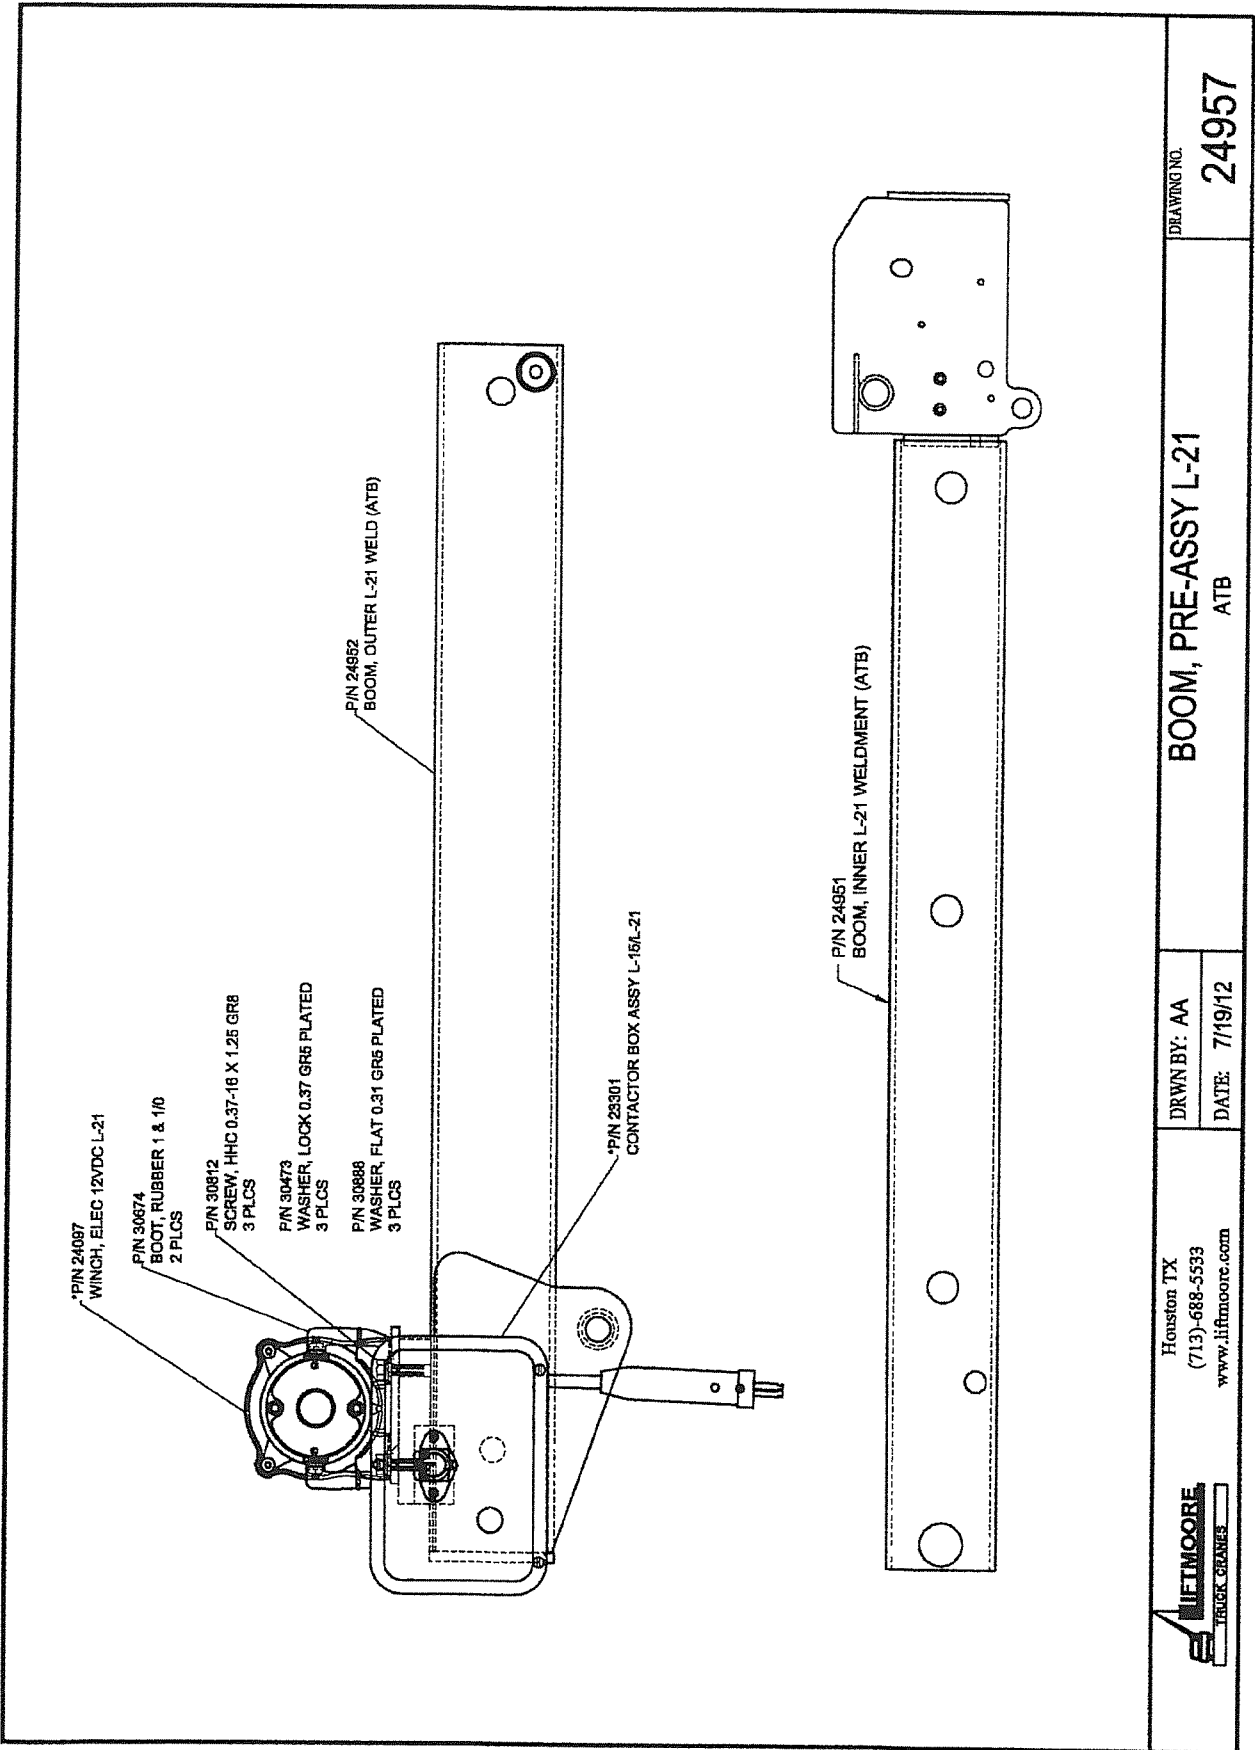 *P/N 24097
WINCH, ELEC 12VDC L-21
P/N 30674
BOOT, RUBBER 1 & 1/0
2 PLCS
P/N 30812
SCREW, HHC 0.37-16 X 1.25 GR8
3 PLCS
P/N 30473
WASHER, LOCK 0.37 GR5 PLATED
3 PLCS
P/N 30886
WASHER, FLAT 0.31 GR5 PLATED
3 PLCS
P/N 24952
BOOM, OUTER L-21 WELD (ATB)
*P/N 23301
CONTACTOR BOX ASSY L-15/L-21
P/N 24951
BOOM, INNER L-21 WELDMENT (ATB)
LIFTMOORE
TRUCK CRANES
Houston TX
(713)-688-5533
www.liftmoore.com
DRWN BY: AA
DATE: 7/19/12
BOOM, PRE-ASSY L-21
ATB
DRAWING NO.
24957